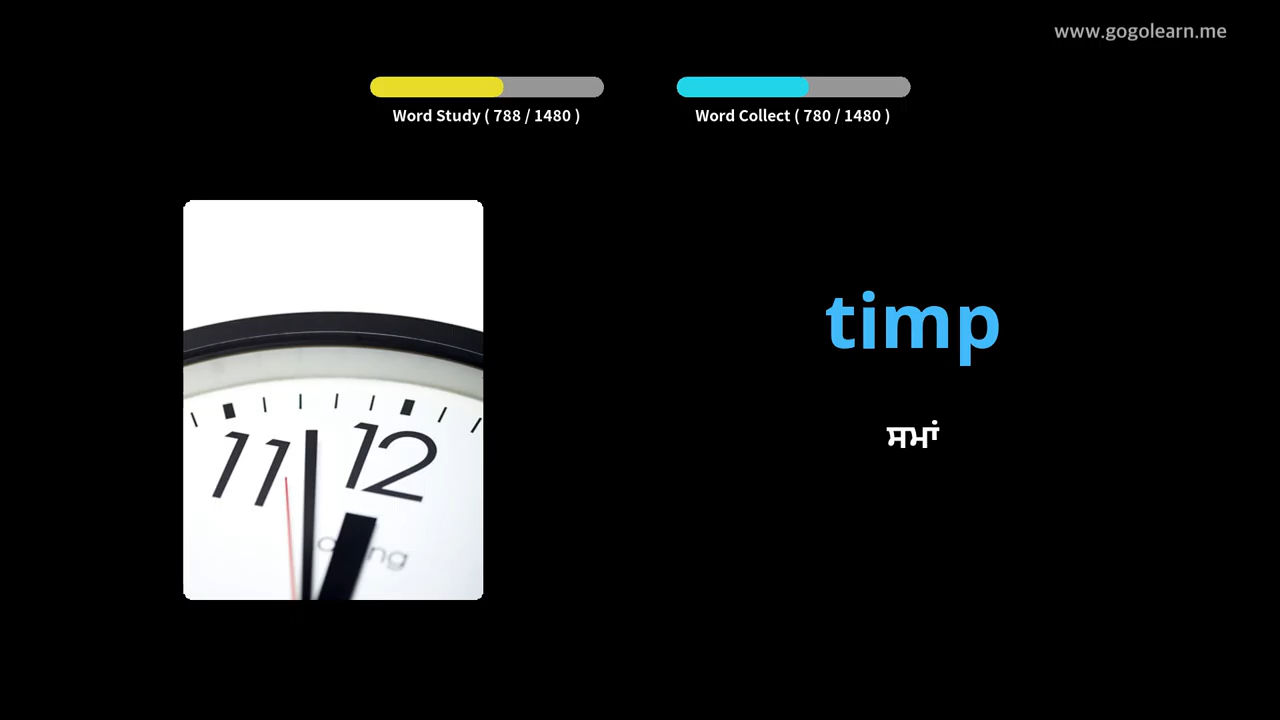 www.gogolearn.me
Word Study ( 788 / 1480 )
Word Collect ( 780 / 1480 )
11 12
timp
ਸਮਾਂ